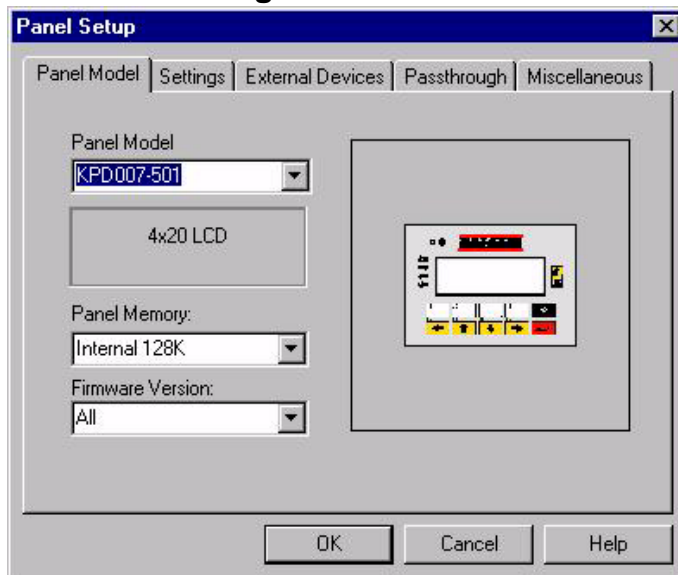 Panel Setup
Panel Model Settings External Devices Passthrough Miscellaneous
Panel Model
KPD007-501
4x20 LCD
Panel Memory:
Internal 128K
Firmware Version:
All
OK Cancel Help